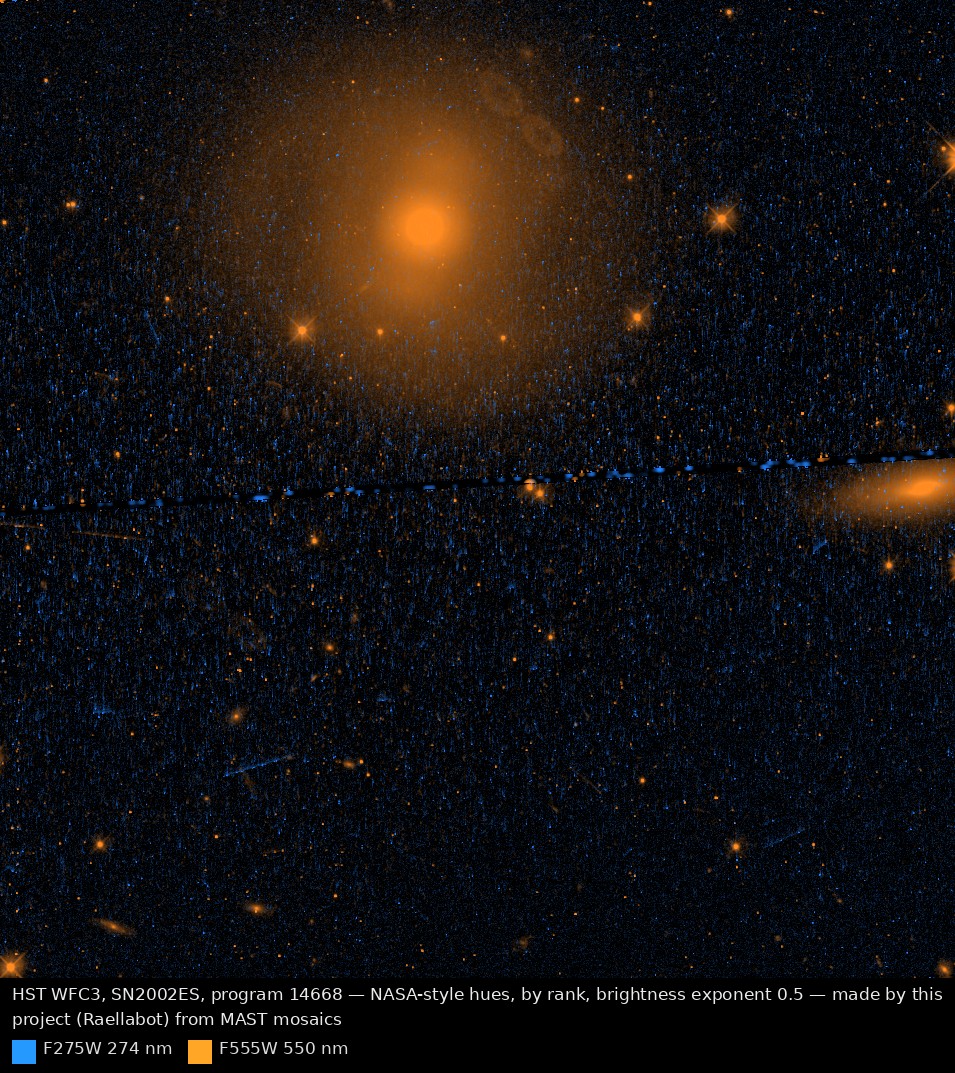 HST WFC3, SN2002ES, program 14668 — NASA-style hues, by rank, brightness exponent 0.5 — made by this
project (Raellabot) from MAST mosaics
F275W 274 nm F555W 550 nm